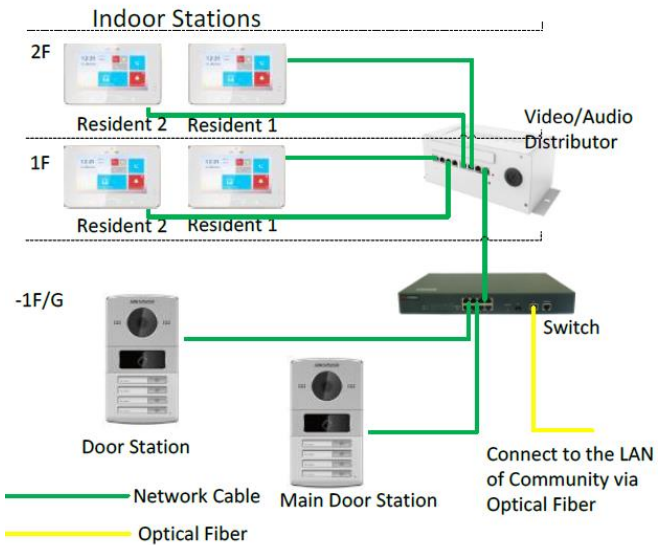 Indoor Stations
2F
Resident 2
Resident 1
Video/Audio
Distributor
1F
Resident 2
Resident 1
-1F/G
Switch
Door Station
Main Door Station
Connect to the LAN
of Community via
Optical Fiber
Network Cable
Optical Fiber